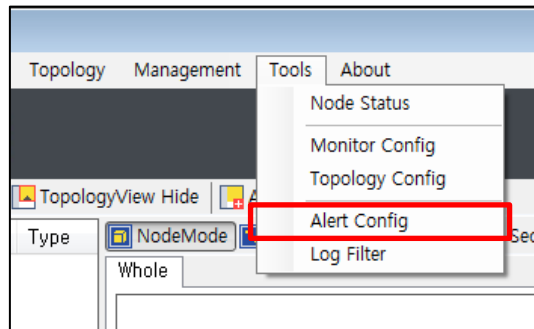 Topology Management Tools About
Node Status
Monitor Config
Topology Config
TopologyView Hide
Alert Config
Type NodeMode
Log Filter
Whole